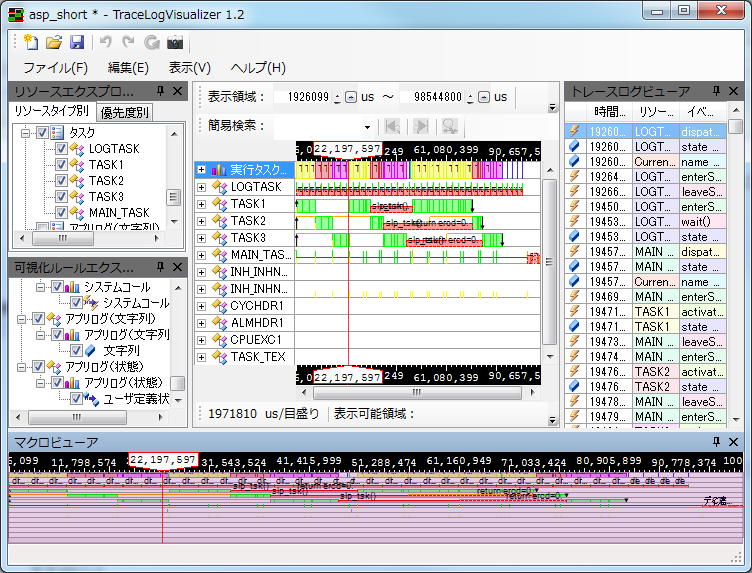 asp_short * - TraceLogVisualizer 1.2
ファイル(F) 編集(E) 表示(V) ヘルプ(H)
リソースエクスプロ...
リソースタイプ別 優先度別
タスク
LOGTASK
TASK1
TASK2
TASK3
MAIN_TASK
アプリログ(文字列)
可視化ルールエクス...
システムコール
システムコール
アプリログ(文字列)
アプリログ(文字列
文字列
アプリログ(状態)
アプリログ(状態)
ユーザ定義状
表示領域： 1926099 us ～ 98544800 us
簡易検索：
22,197,597 249 61,080,399 90,657,5
実行タスク...
LOGTASK
TASK1
slp_tsk()
TASK2
slp_tsk()return ercd=0.
TASK3
MAIN_TAS...
INH_INHN...
INH_INHN...
CYCHDR1
ALMHDR1
CPUEXC1
TASK_TEX
22,197,597 249 61,080,399 90,657,5
1971810 us/目盛り 表示可能領域：
トレースログビューア
時間... リソー... イベ...
19260... LOGT... dispat...
19260... LOGT... state ...
19260... Curren... name ...
19264... LOGT... enterS...
19266... LOGT... leaveS...
19450... LOGT... enterS...
19453... LOGT... wait()
19453... LOGT... state ...
19457... MAIN ... dispat...
19457... MAIN ... state ...
19457... Curren... name ...
19469... MAIN ... enterS...
19471... TASK1 activat...
19471... TASK1 state ...
19473... MAIN ... leaveS...
19474... MAIN ... enterS...
19476... TASK2 activat...
19476... TASK2 state ...
19478... MAIN ... leaveS...
19479... MAIN ... enterS...
マクロビューア
5,099 11,798,574 22,197,597 31,543,524 41,415,999 51,288,474 61,160,949 71,033,424 80,905,899 90,778,374 100
slp_tsk() return ercd=0.
slp_tsk() return ercd=0.
slp_tsk() return ercd=0.